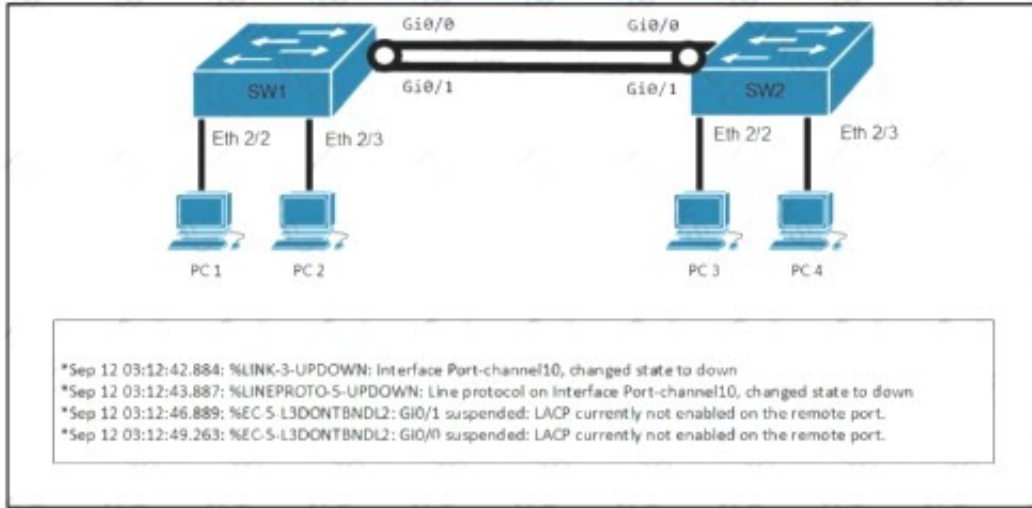 Gi0/0
Gi0/0
SW1
Gi0/1
Gi0/1
SW2
Eth 2/2
Eth 2/3
Eth 2/2
Eth 2/3
PC 1
PC 2
PC 3
PC 4
*Sep 12 03:12:42.884: %LINK-3-UPDOWN: Interface Port-channel10, changed state to down
*Sep 12 03:12:43.887: %LINEPROTO-5-UPDOWN: Line protocol on Interface Port-channel10, changed state to down
*Sep 12 03:12:46.889: %EC-5-L3DONTBNDL2: Gi0/1 suspended: LACP currently not enabled on the remote port.
*Sep 12 03:12:49.263: %EC-5-L3DONTBNDL2: Gi0/0 suspended: LACP currently not enabled on the remote port.